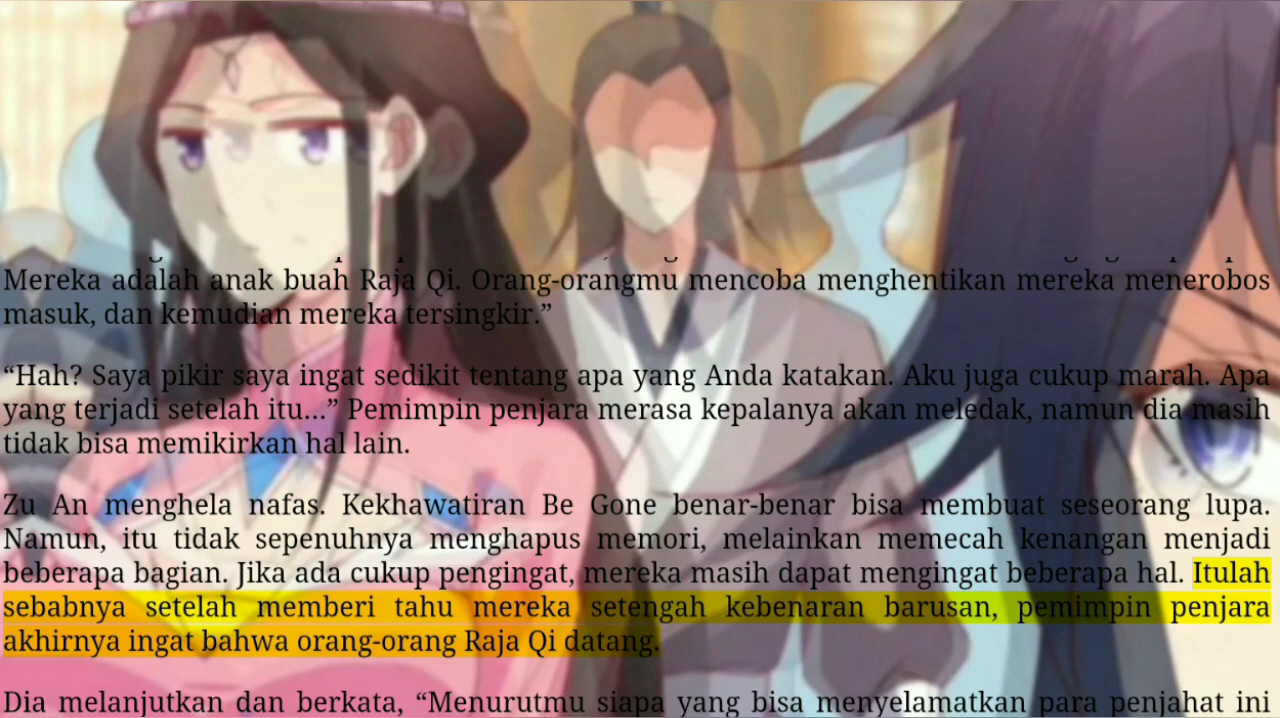 Mereka adalah anak buah Raja Qi. Orang-orangmu mencoba menghentikan mereka menerobos
masuk, dan kemudian mereka tersingkir.”
“Hah? Saya pikir saya ingat sedikit tentang apa yang Anda katakan. Aku juga cukup marah. Apa
yang terjadi setelah itu...” Pemimpin penjara merasa kepalanya akan meledak, namun dia masih
tidak bisa memikirkan hal lain.
Zu An menghela nafas. Kekhawatiran Be Gone benar-benar bisa membuat seseorang lupa.
Namun, itu tidak sepenuhnya menghapus memori, melainkan memecah kenangan menjadi
beberapa bagian. Jika ada cukup pengingat, mereka masih dapat mengingat beberapa hal. Itulah
sebabnya setelah memberi tahu mereka setengah kebenaran barusan, pemimpin penjara
akhirnya ingat bahwa orang-orang Raja Qi datang.
Dia melanjutkan dan berkata, “Menurutmu siapa yang bisa menyelamatkan para penjahat ini